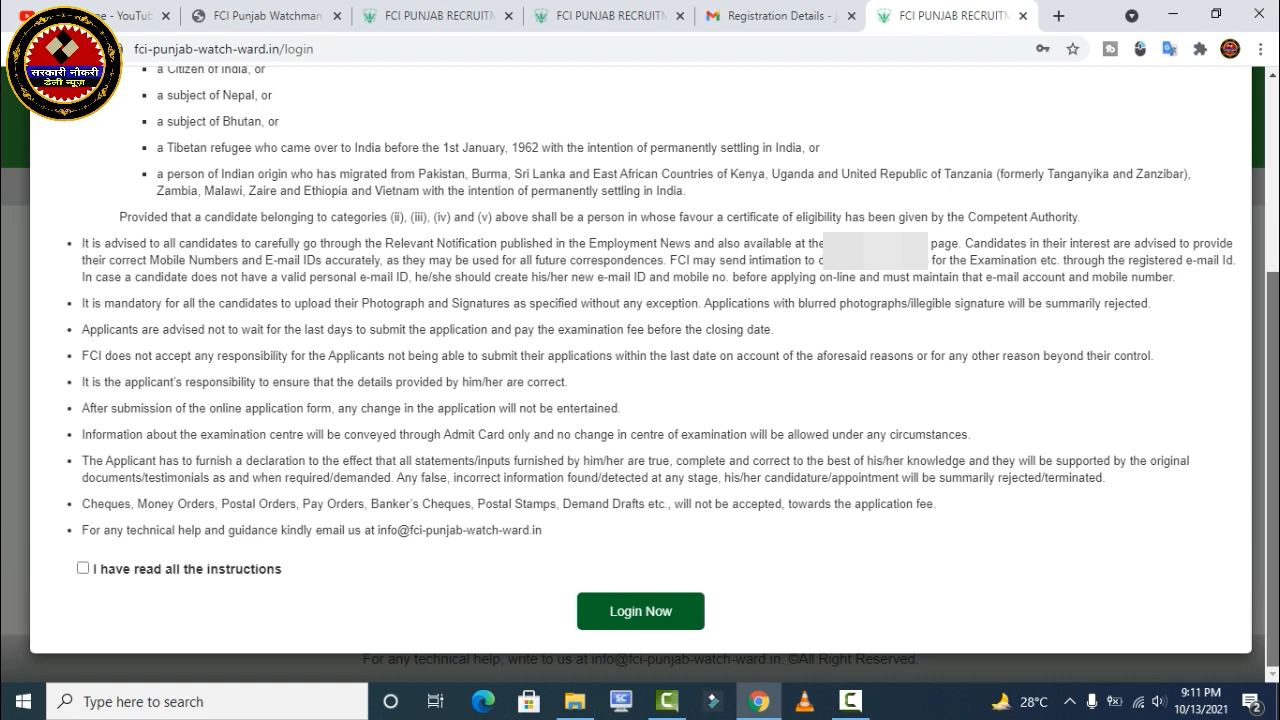 me - YouT
FCI Punjab Watchman
FCI PUNJAB RECRUITM
FCI PUNJAB RECRUITM
Registration Details
FCI PUNJAB RECRUITM
fci-punjab-watch-ward.in/login
सरकारी नौकरी
डेली न्यूज़
a Citizen of India, or
a subject of Nepal, or
a subject of Bhutan, or
a Tibetan refugee who came over to India before the 1st January, 1962 with the intention of permanently settling in India, or
a person of Indian origin who has migrated from Pakistan, Burma, Sri Lanka and East African Countries of Kenya, Uganda and United Republic of Tanzania (formerly Tanganyika and Zanzibar),
Zambia, Malawi, Zaire and Ethiopia and Vietnam with the intention of permanently settling in India.
Provided that a candidate belonging to categories (ii), (iii), (iv) and (v) above shall be a person in whose favour a certificate of eligibility has been given by the Competent Authority.
It is advised to all candidates to carefully go through the Relevant Notification published in the Employment News and also available at the page. Candidates in their interest are advised to provide
their correct Mobile Numbers and E-mail IDs accurately, as they may be used for all future correspondences. FCI may send intimation to for the Examination etc. through the registered e-mail Id.
In case a candidate does not have a valid personal e-mail ID, he/she should create his/her new e-mail ID and mobile no. before applying on-line and must maintain that e-mail account and mobile number.
It is mandatory for all the candidates to upload their Photograph and Signatures as specified without any exception. Applications with blurred photographs/illegible signature will be summarily rejected.
Applicants are advised not to wait for the last days to submit the application and pay the examination fee before the closing date.
FCI does not accept any responsibility for the Applicants not being able to submit their applications within the last date on account of the aforesaid reasons or for any other reason beyond their control.
It is the applicant's responsibility to ensure that the details provided by him/her are correct.
After submission of the online application form, any change in the application will not be entertained.
Information about the examination centre will be conveyed through Admit Card only and no change in centre of examination will be allowed under any circumstances.
The Applicant has to furnish a declaration to the effect that all statements/inputs furnished by him/her are true, complete and correct to the best of his/her knowledge and they will be supported by the original
documents/testimonials as and when required/demanded. Any false, incorrect information found/detected at any stage, his/her candidature/appointment will be summarily rejected/terminated.
Cheques, Money Orders, Postal Orders, Pay Orders, Banker's Cheques, Postal Stamps, Demand Drafts etc., will not be accepted, towards the application fee.
For any technical help and guidance kindly email us at info@fci-punjab-watch-ward.in
I have read all the instructions
Login Now
For any technical help, write to us at info@fci-punjab-watch-ward.in. ©All Right Reserved.
Type here to search
28°C
9:11 PM
10/13/2021
2